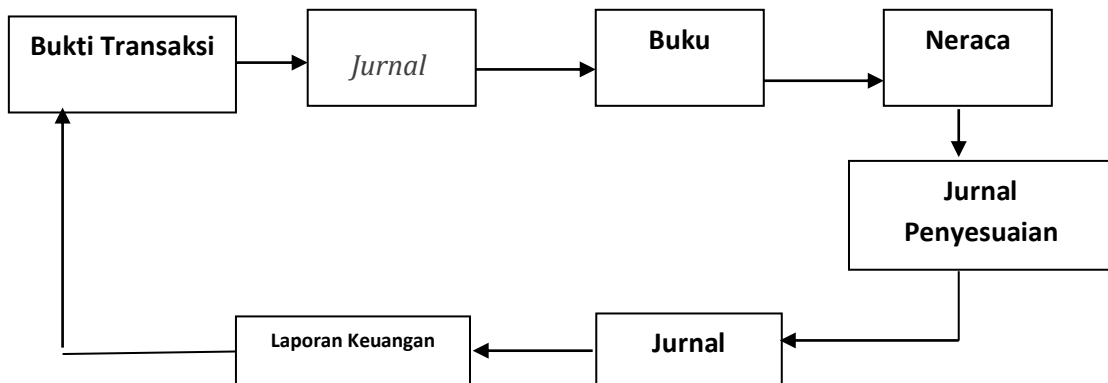 Bukti Transaksi
Jurnal
Buku
Neraca
Jurnal
Penyesuaian
Laporan Keuangan
Jurnal